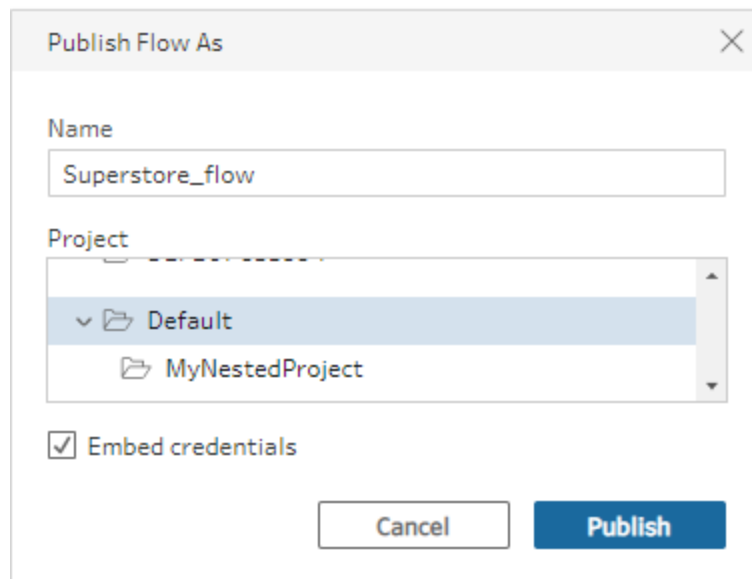 Publish Flow As
Name
Superstore_flow
Project
Default
MyNestedProject
Embed credentials
Cancel
Publish